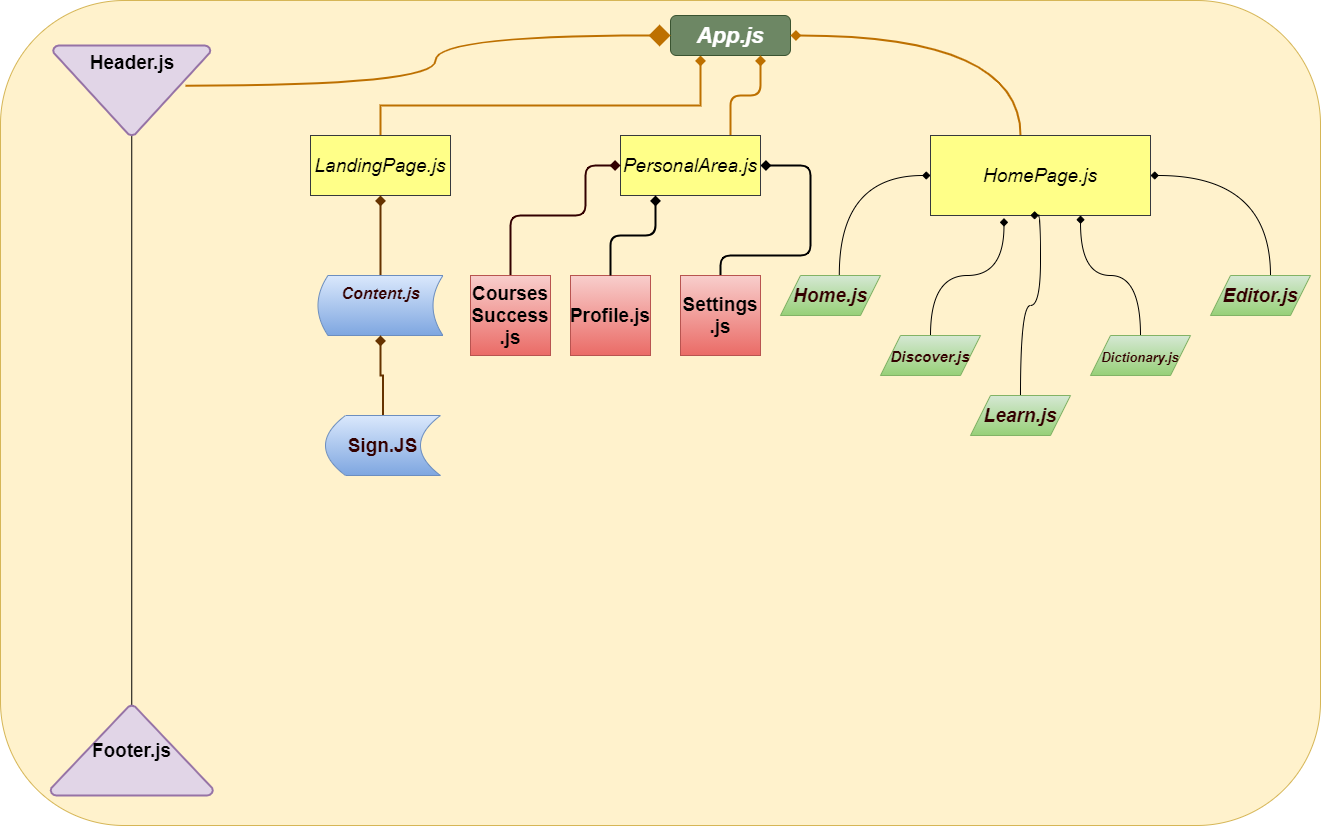 App.js
Header.js
LandingPage.js
PersonalArea.js
HomePage.js
Content.js
Courses
Success
.js
Profile.js
Settings
.js
Home.js
Editor.js
Discover.js
Dictionary.js
Learn.js
Sign.JS
Footer.js